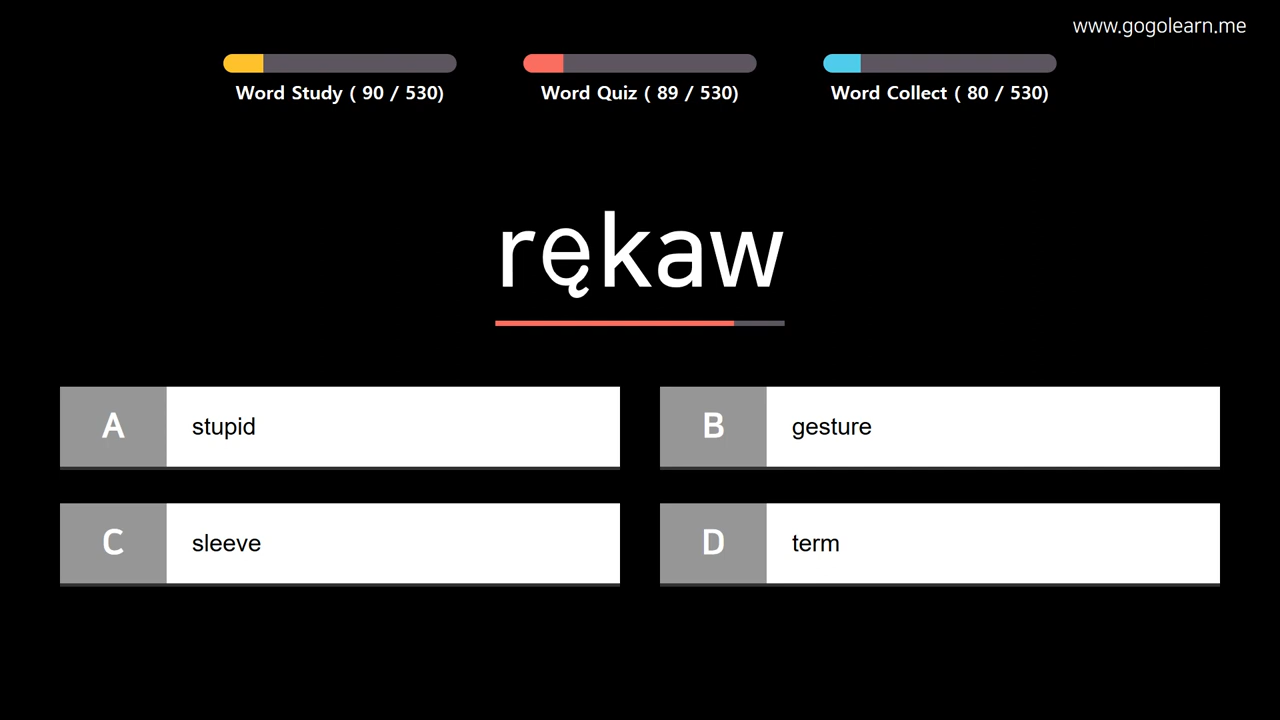 www.gogolearn.me
Word Study ( 90 / 530)
Word Quiz ( 89 / 530)
Word Collect ( 80 / 530)
rękaw
A stupid
B gesture
C sleeve
D term